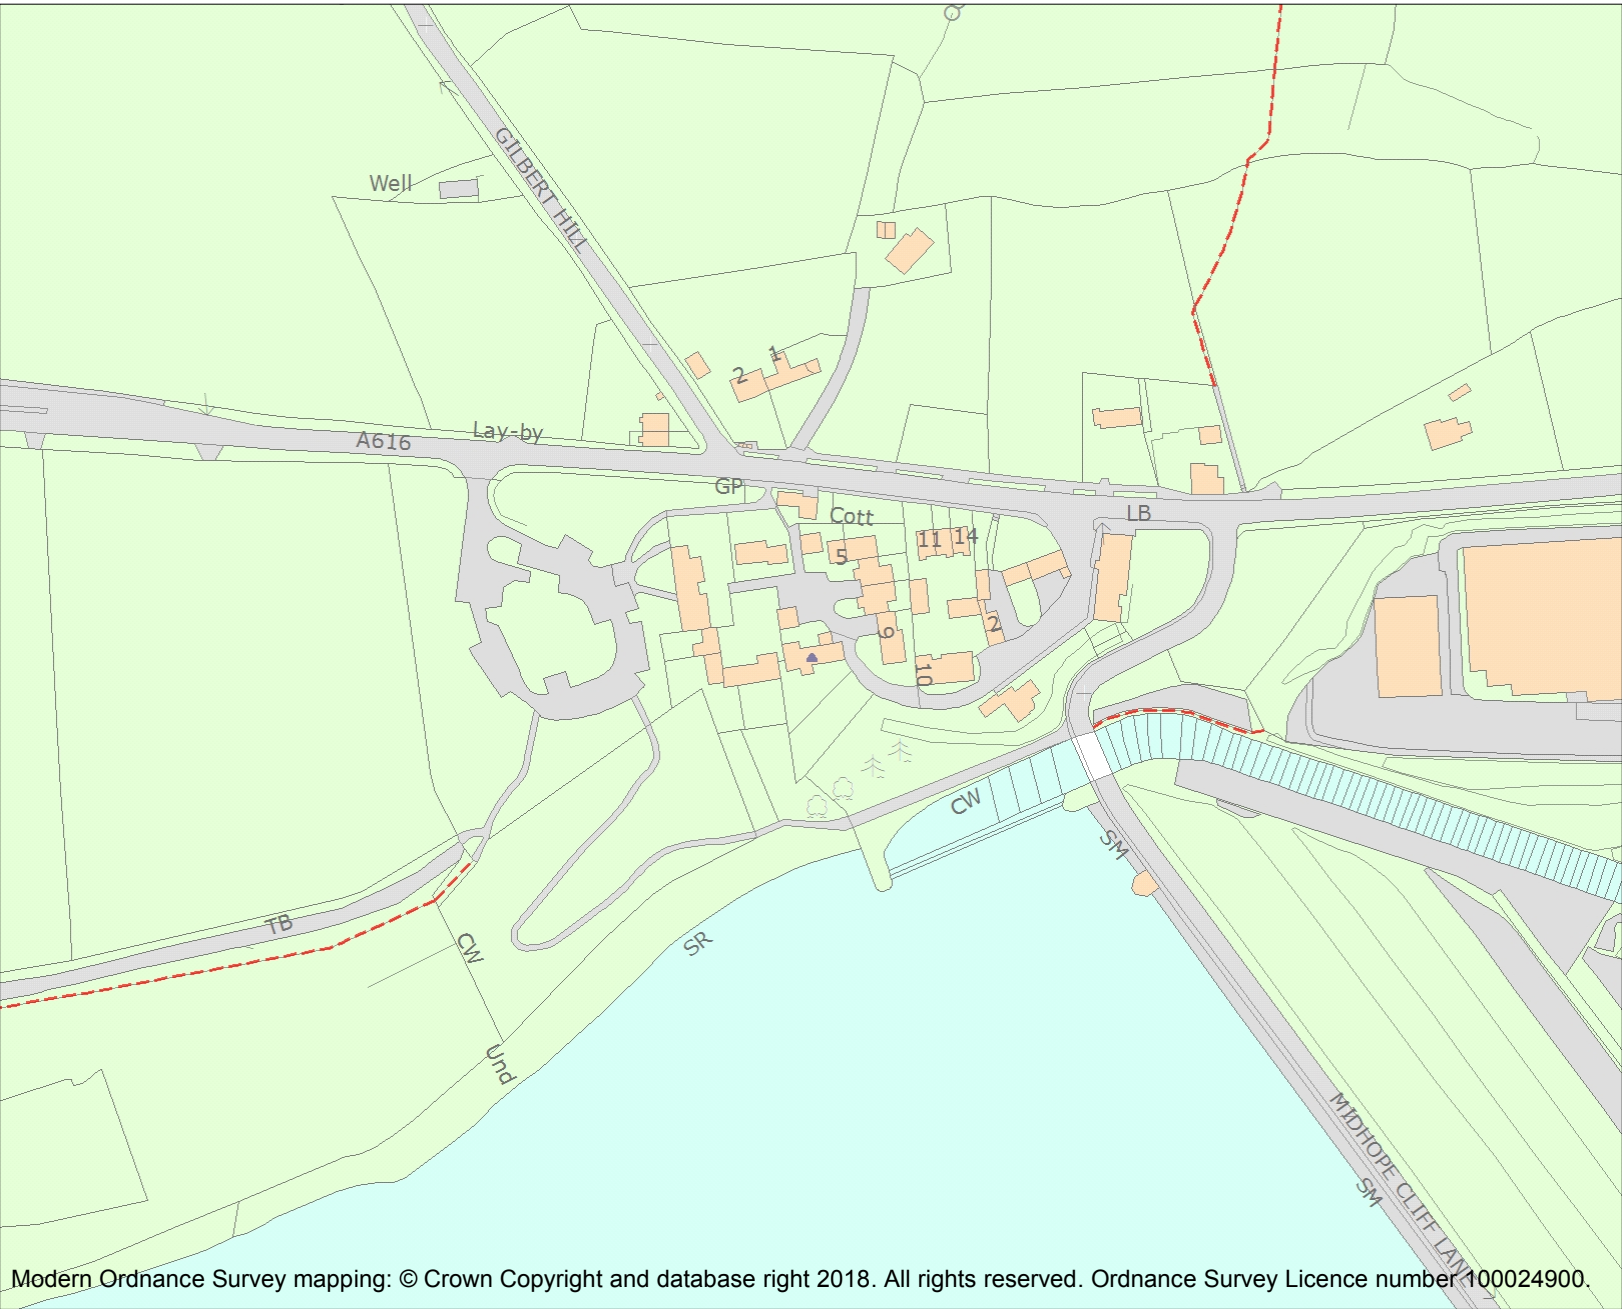 GILBERT HILL
Well
1
2
Lay-by
A616
GP
Cott
LB
11
14
5
2
9
10
CW
SM
TB
CW
SR
Und
MIDHOPE CLIFF LANE
SM
Modern Ordnance Survey mapping: © Crown Copyright and database right 2018. All rights reserved. Ordnance Survey Licence number 100024900.